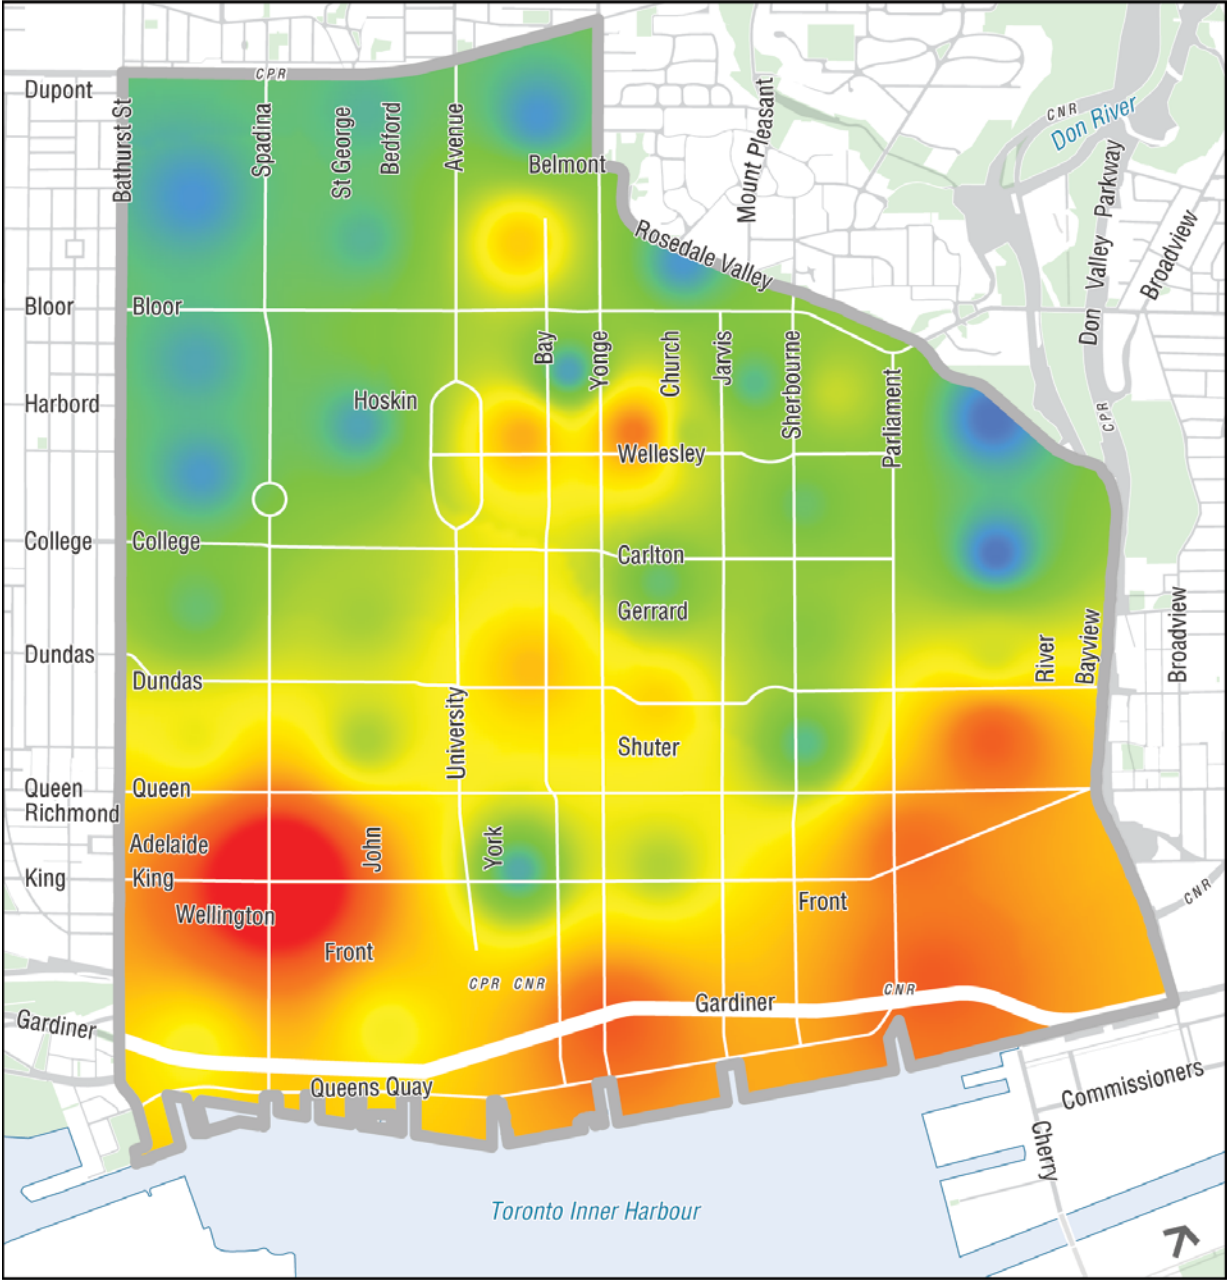 CPR
Dupont
Bathurst St
Spadina
St George
Bedford
Avenue
Belmont
Mount Pleasant
CNR
Don River
Don Valley Parkway
Broadview
Rosedale Valley
Bloor
Bloor
Bay
Yonge
Church
Jarvis
Sherbourne
Parliament
CPR
Harbord
Hoskin
Wellesley
College
College
Carlton
Gerrard
Dundas
Dundas
River
Bayview
Broadview
University
Shuter
Queen
Queen
Richmond
Adelaide
John
York
King
King
Wellington
Front
Front
CNR
CPR CNR
CNR
Gardiner
Gardiner
Queens Quay
Commissioners
Cherry
Toronto Inner Harbour